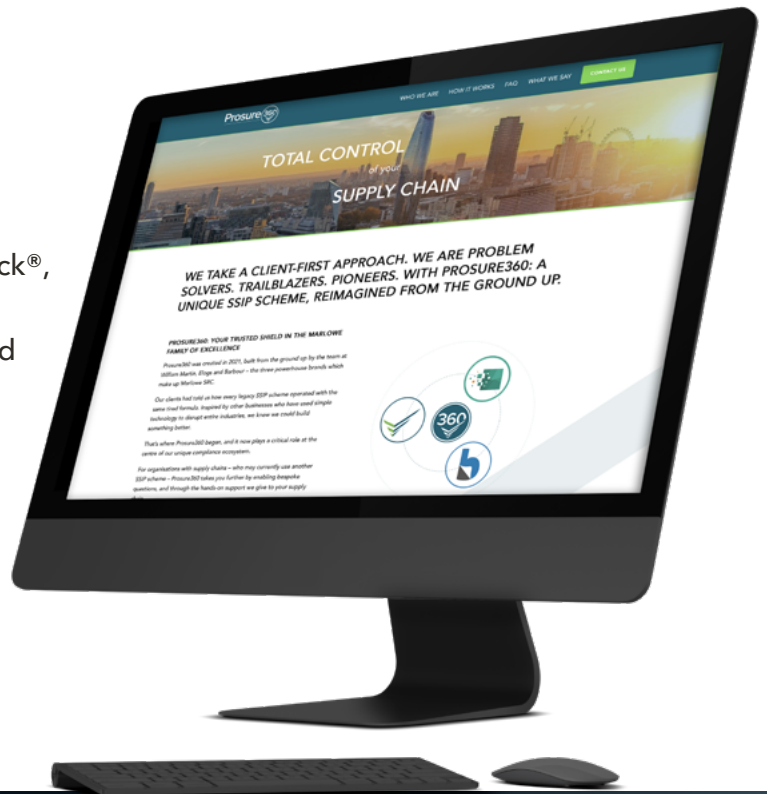 ck®,
d
Prosure 360
WHO WE ARE HOW IT WORKS FAQ WHAT WE SAY CONTACT US
TOTAL CONTROL
of your
SUPPLY CHAIN
WE TAKE A CLIENT-FIRST APPROACH. WE ARE PROBLEM
SOLVERS. TRAILBLAZERS. PIONEERS. WITH PROSURE360: A
UNIQUE SSIP SCHEME, REIMAGINED FROM THE GROUND UP.
PROSURE360: YOUR TRUSTED SHIELD IN THE MARLOWE
FAMILY OF EXCELLENCE
Prosure360 was created in 2021, built from the ground up by the team at
William Martin, Elogs and Barbour – the three powerhouse brands which
make up Marlowe SRC.
Our clients had told us how every legacy SSIP scheme operated with the
same tired formula. Inspired by other businesses who have used simple
technology to disrupt entire industries, we knew we could build
something better.
That's where Prosure360 began, and it now plays a critical role at the
centre of our unique compliance ecosystem.
For organisations with supply chains – who may currently use another
SSIP scheme – Prosure360 takes you further by enabling bespoke
questions, and through the hands-on support we give to your supply
360